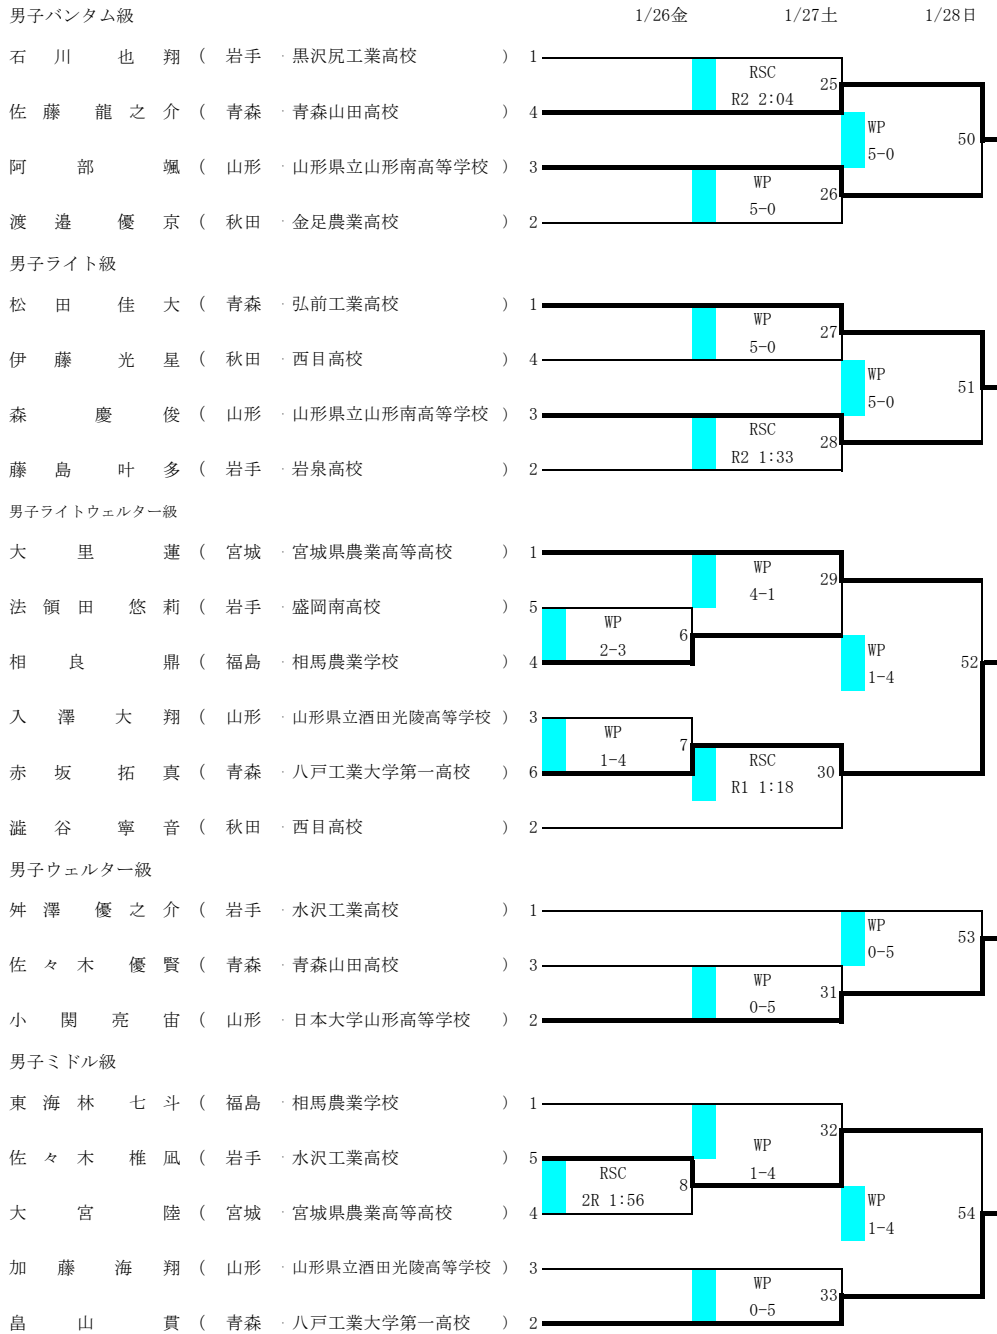 男子バンタム級 1/26金 1/27土 1/28日
石川 也翔 ( 岩手 · 黒沢尻工業高校 ) 1
RSC 25
R2 2:04
佐藤 龍之介 ( 青森 · 青森山田高校 ) 4
WP 50
5-0
阿部 颯 ( 山形 · 山形県立山形南高等学校 ) 3
WP 26
5-0
渡邉 優京 ( 秋田 · 金足農業高校 ) 2
男子ライト級
松田 佳大 ( 青森 · 弘前工業高校 ) 1
WP 27
5-0
伊藤 光星 ( 秋田 · 西目高校 ) 4
WP 51
5-0
森 慶俊 ( 山形 · 山形県立山形南高等学校 ) 3
RSC 28
R2 1:33
藤島 叶多 ( 岩手 · 岩泉高校 ) 2
男子ライトウェルター級
大里 蓮 ( 宮城 · 宮城県農業高等高校 ) 1
WP 29
4-1
法領田 悠莉 ( 岩手 · 盛岡南高校 ) 5
WP 6
2-3
相良 鼎 ( 福島 · 相馬農業学校 ) 4
WP 52
1-4
入澤 大翔 ( 山形 · 山形県立酒田光陵高等学校 ) 3
WP 7
1-4
赤坂 拓真 ( 青森 · 八戸工業大学第一高校 ) 6
RSC 30
R1 1:18
澁谷 寧音 ( 秋田 · 西目高校 ) 2
男子ウェルター級
舛澤 優之介 ( 岩手 · 水沢工業高校 ) 1
WP 53
0-5
佐々木 優賢 ( 青森 · 青森山田高校 ) 3
WP 31
0-5
小関 亮宙 ( 山形 · 日本大学山形高等学校 ) 2
男子ミドル級
東海林 七斗 ( 福島 · 相馬農業学校 ) 1
WP 32
1-4
佐々木 椎凪 ( 岩手 · 水沢工業高校 ) 5
RSC 8
2R 1:56
大宮 陸 ( 宮城 · 宮城県農業高等高校 ) 4
WP 54
1-4
加藤 海翔 ( 山形 · 山形県立酒田光陵高等学校 ) 3
WP 33
0-5
畠山 貫 ( 青森 · 八戸工業大学第一高校 ) 2